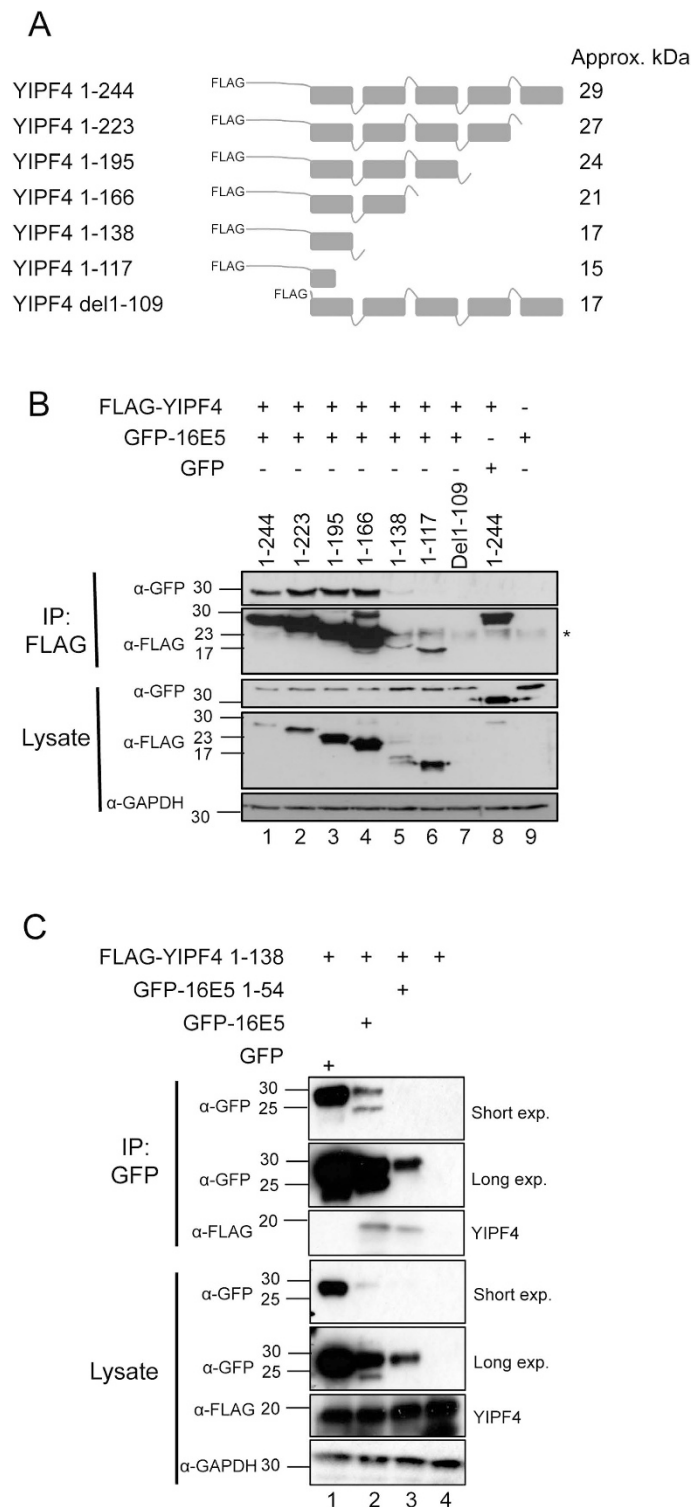 A
Approx. kDa
YIPF4 1-244 FLAG 29
YIPF4 1-223 FLAG 27
YIPF4 1-195 FLAG 24
YIPF4 1-166 FLAG 21
YIPF4 1-138 FLAG 17
YIPF4 1-117 FLAG 15
YIPF4 del1-109 FLAG 17
B
FLAG-YIPF4 + + + + + + + + -
GFP-16E5 + + + + + + + - +
GFP - - - - - - - + -
1-244 1-223 1-195 1-166 1-138 1-117 Del1-109 1-244
IP: FLAG
α-GFP 30
α-FLAG 30 23 17 *
Lysate
α-GFP 30
α-FLAG 30 23 17
α-GAPDH 30
1 2 3 4 5 6 7 8 9
C
FLAG-YIPF4 1-138 + + + +
GFP-16E5 1-54 +
GFP-16E5 +
GFP +
IP: GFP
α-GFP 30 25 Short exp.
α-GFP 30 25 Long exp.
α-FLAG 20 YIPF4
Lysate
α-GFP 30 25 Short exp.
α-GFP 30 25 Long exp.
α-FLAG 20 YIPF4
α-GAPDH 30
1 2 3 4